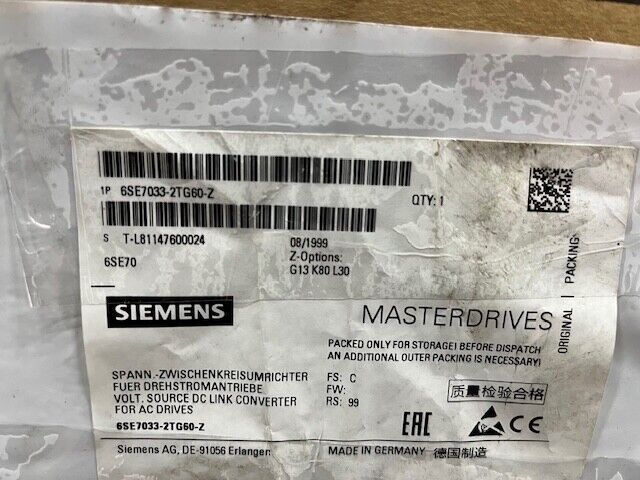 1P 6SE7033-2TG60-Z
QTY: 1
S T-L81147600024
08/1999
6SE70
Z-Options:
G13 K80 L30
ORIGINAL | PACKING
SIEMENS
MASTERDRIVES
PACKED ONLY FOR STORAGE! BEFORE DISPATCH
AN ADDITIONAL OUTER PACKING IS NECESSARY!
SPANN.-ZWISCHENKREISUMRICHTER
FUER DREHSTROMANTRIEBE
VOLT. SOURCE DC LINK CONVERTER
FOR AC DRIVES
6SE7033-2TG60-Z
FS: C
FW:
RS: 99
质量检验合格
EAC
CE
Siemens AG, DE-91056 Erlangen
MADE IN GERMANY 德国制造